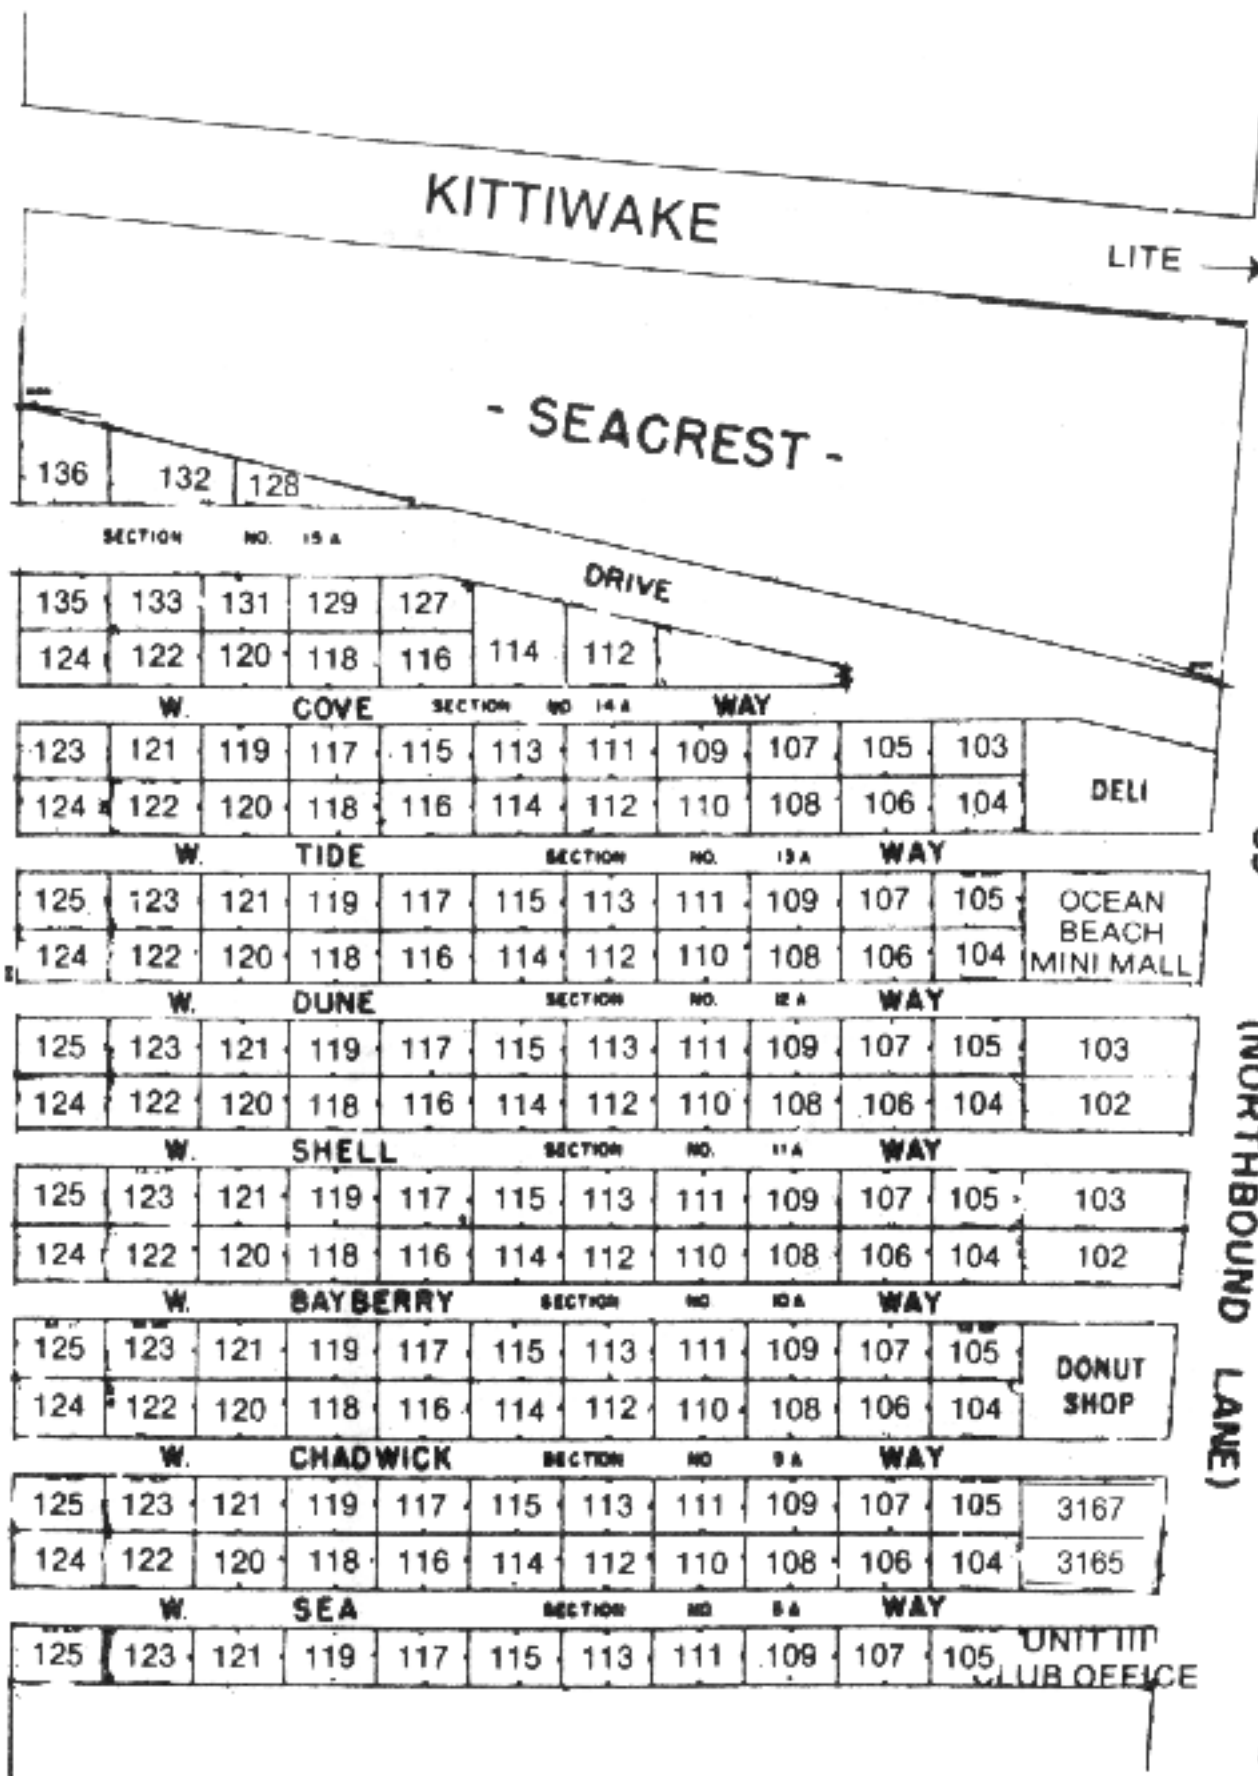 KITTIWAKE
LITE
- SEACREST -
136 132 128
SECTION NO. 15 A
DRIVE
135 133 131 129 127
124 122 120 118 116 114 112
W. COVE SECTION NO 14 A WAY
123 121 119 117 115 113 111 109 107 105 103
124 122 120 118 116 114 112 110 108 106 104
DELI
W. TIDE SECTION NO. 13 A WAY
125 123 121 119 117 115 113 111 109 107 105
124 122 120 118 116 114 112 110 108 106 104
OCEAN
BEACH
MINI MALL
W. DUNE SECTION NO. 12 A WAY
125 123 121 119 117 115 113 111 109 107 105 103
124 122 120 118 116 114 112 110 108 106 104 102
W. SHELL SECTION NO. 11 A WAY
125 123 121 119 117 115 113 111 109 107 105 103
124 122 120 118 116 114 112 110 108 106 104 102
W. BAYBERRY SECTION NO 10 A WAY
125 123 121 119 117 115 113 111 109 107 105
124 122 120 118 116 114 112 110 108 106 104
DONUT
SHOP
W. CHADWICK SECTION NO 9 A WAY
125 123 121 119 117 115 113 111 109 107 105 3167
124 122 120 118 116 114 112 110 108 106 104 3165
W. SEA SECTION NO 8 A WAY
125 123 121 119 117 115 113 111 109 107 105
UNIT III
CLUB OFFICE
(NORTHBOUND LANE)